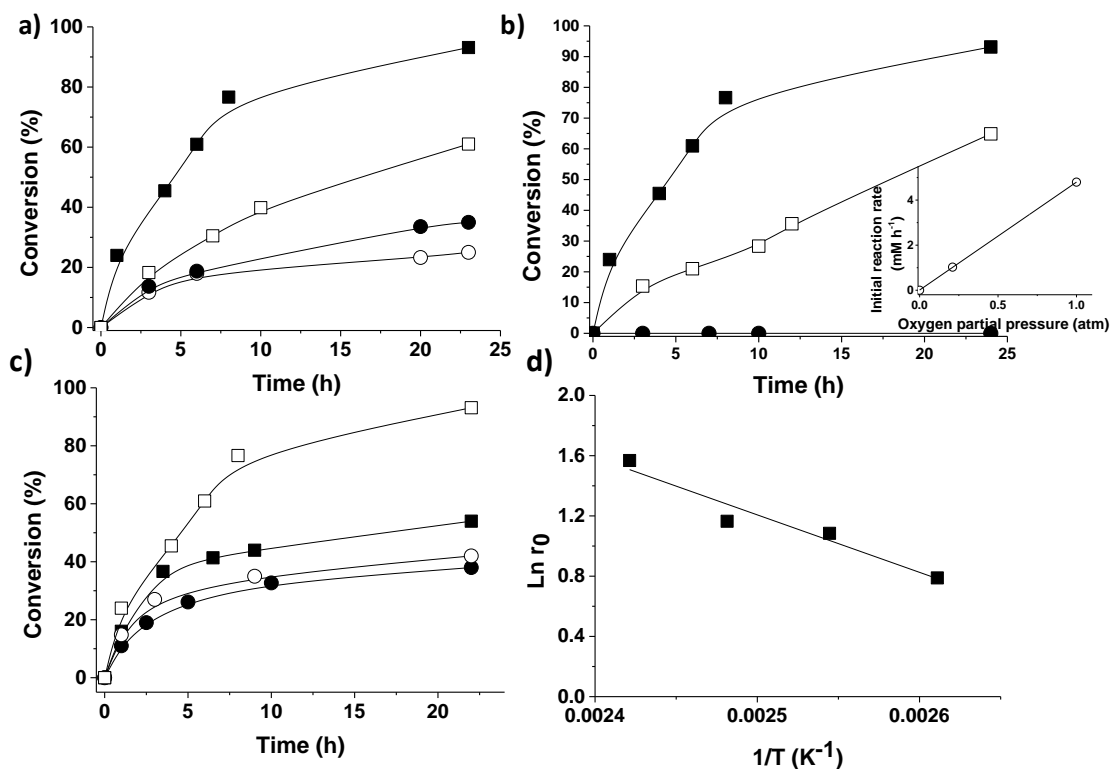 a)
100
80
60
40
20
0
Conversion (%)
0 5 10 15 20 25
Time (h)
b)
100
90
80
70
60
50
40
30
20
10
0
Conversion (%)
0 5 10 15 20 25
Time (h)
Initial reaction rate
(mM h-1)
4
2
0
0.0 0.5 1.0
Oxygen partial pressure (atm)
c)
100
80
60
40
20
0
Conversion (%)
0 5 10 15 20
Time (h)
d)
2.0
1.6
1.2
0.8
0.4
0.0
Ln r0
0.0024 0.0025 0.0026
1/T (K-1)